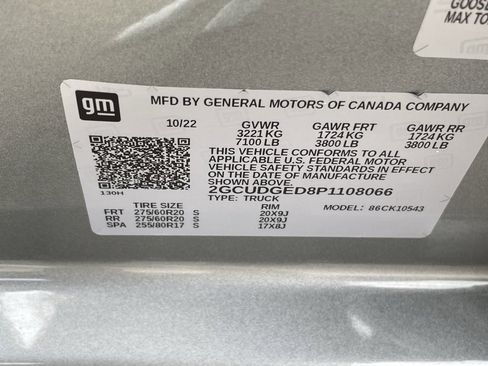 GOOSE
MAX TO
gm
MFD BY GENERAL MOTORS OF CANADA COMPANY
10/22 GVWR GAWR FRT GAWR RR
3221 KG 1724 KG 1724 KG
7100 LB 3800 LB 3800 LB
THIS VEHICLE CONFORMS TO ALL
APPLICABLE U.S. FEDERAL MOTOR
VEHICLE SAFETY STANDARDS IN EFFECT
ON THE DATE OF MANUFACTURE
SHOWN ABOVE.
2GCUDGED8P1108066
TYPE: TRUCK MODEL: 86CK10543
130H
TIRE SIZE RIM
FRT 275/60R20 S 20X9J
RR 275/60R20 S 20X9J
SPA 255/80R17 S 17X8J